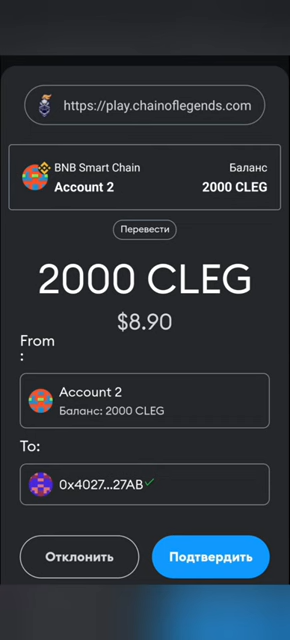 https://play.chainoflegends.com
BNB Smart Chain
Баланс
Account 2
2000 CLEG
Перевести
2000 CLEG
$8.90
From
:
Account 2
Баланс: 2000 CLEG
To:
0x4027...27AB
Отклонить
Подтвердить